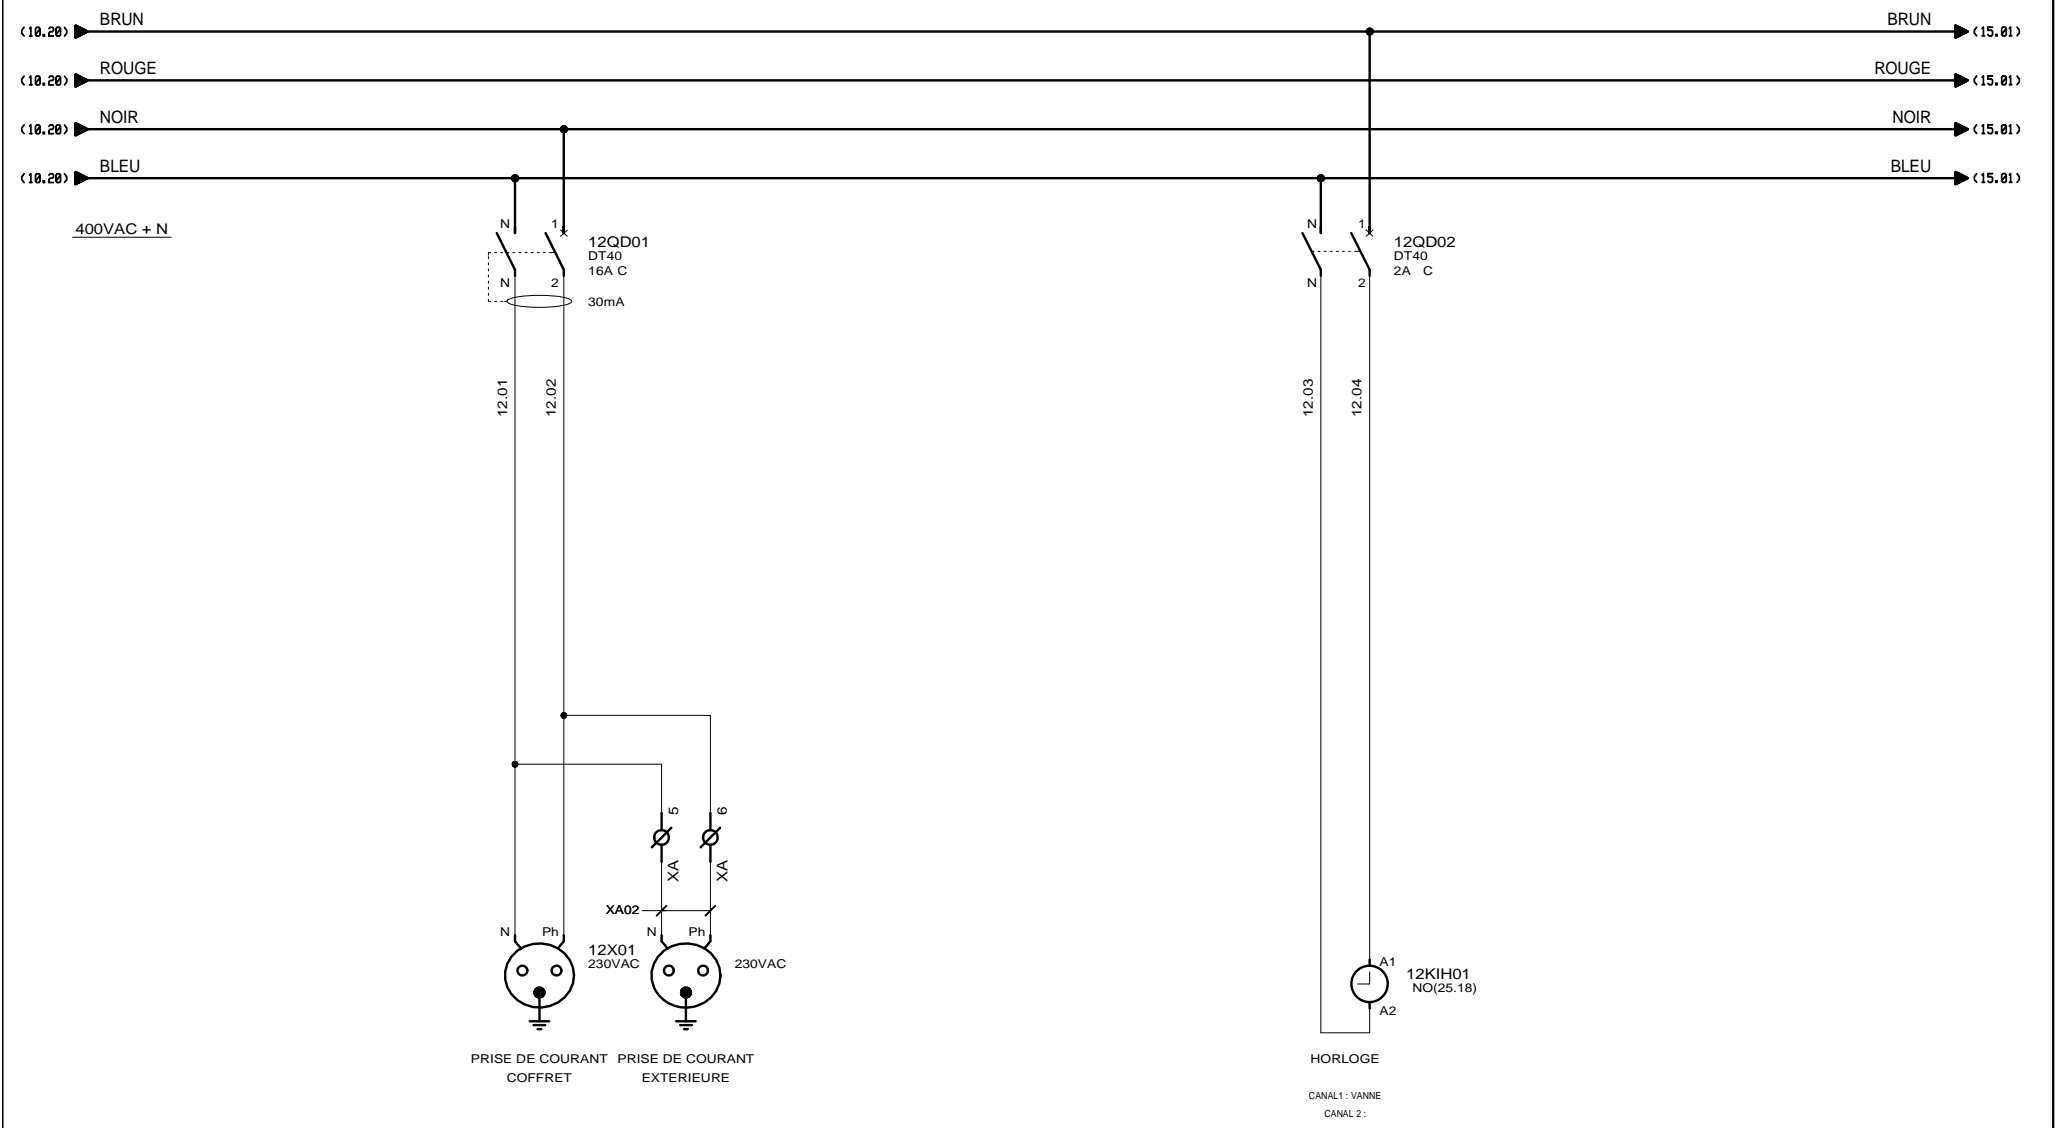 BRUN BRUN
(10.20) (15.01)
ROUGE ROUGE
(10.20) (15.01)
NOIR NOIR
(10.20) (15.01)
BLEU BLEU
(10.20) (15.01)
400VAC + N
N 1 N 1
12QD01 12QD02
DT40 DT40
16A C 2A C
N 2 N 2
30mA
12.01 12.02 12.03 12.04
5 6
XA XA
XA02
N Ph N Ph
12X01
230VAC 230VAC
A1
12KIH01
NO(25.18)
A2
PRISE DE COURANT PRISE DE COURANT HORLOGE
COFFRET EXTERIEURE
CANAL1 : VANNE
CANAL 2 :